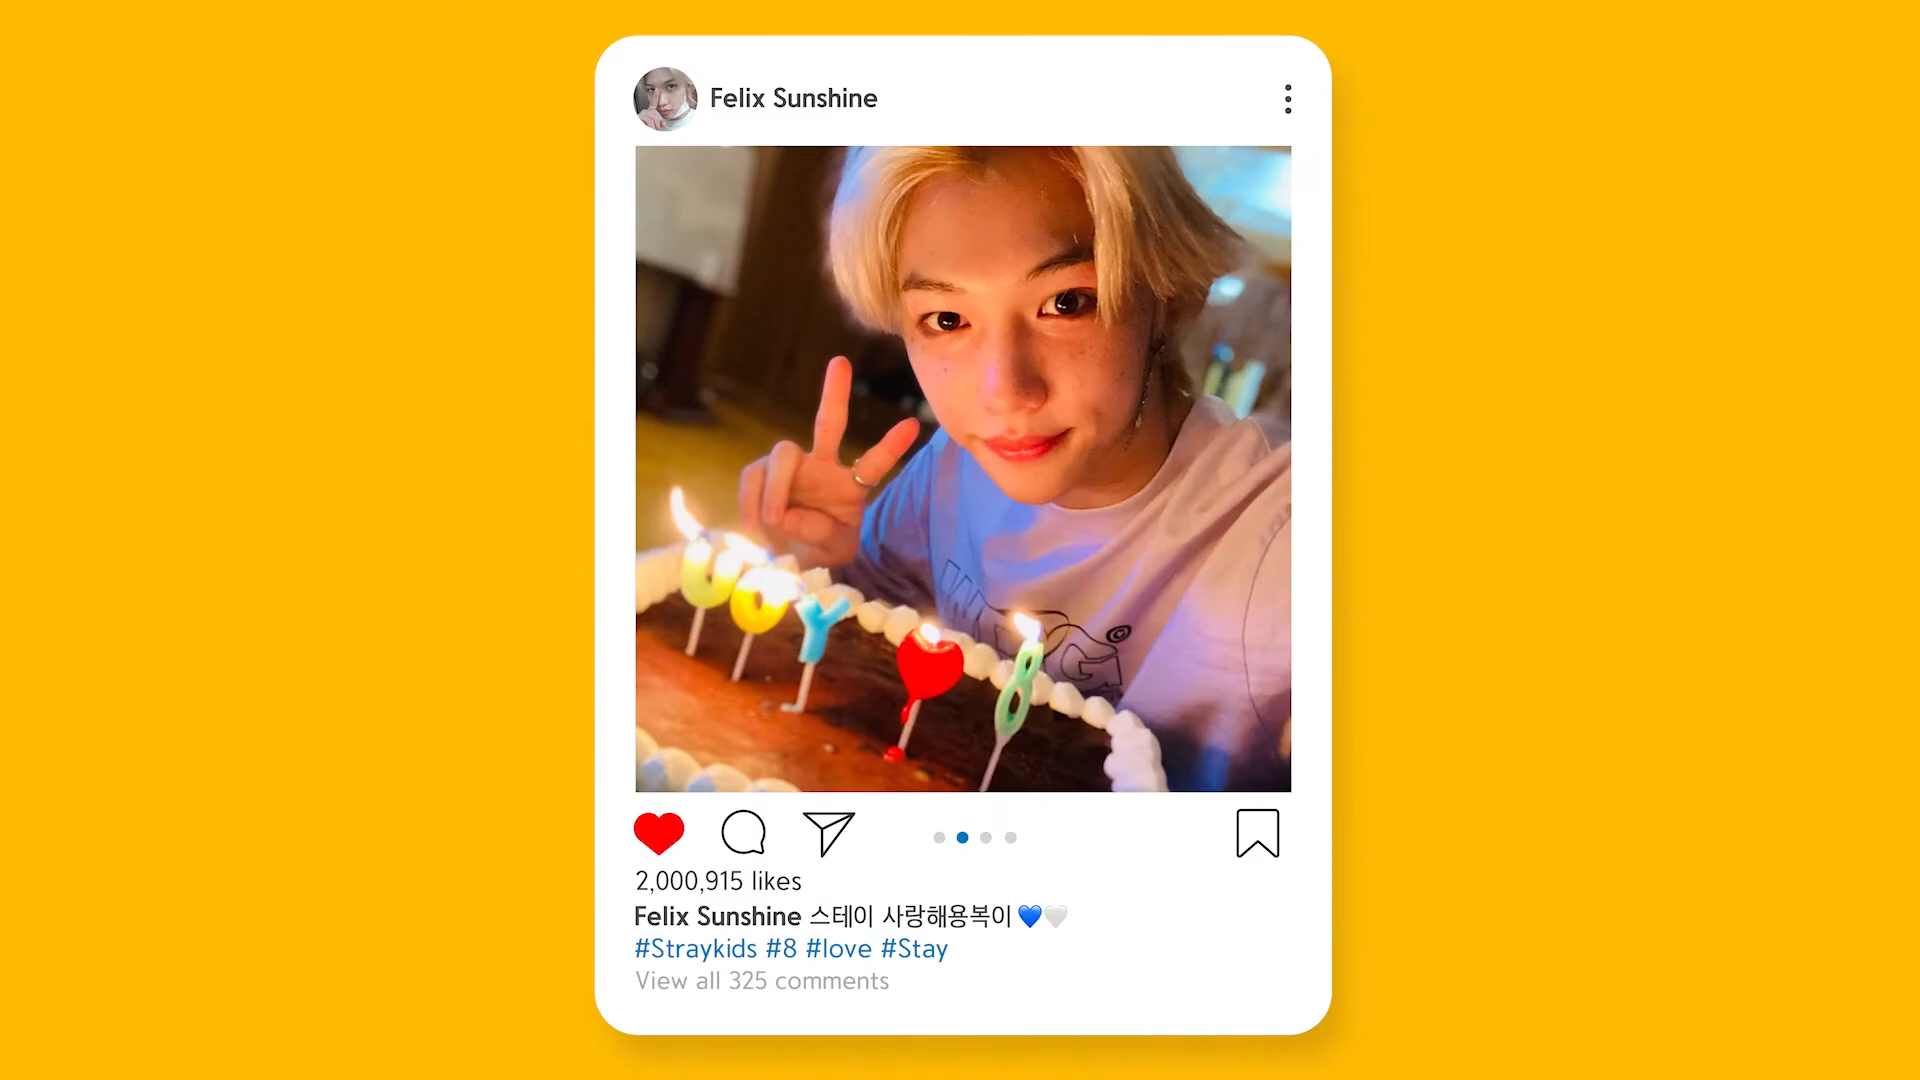 Felix Sunshine
U O Y ♥ 8
©
2,000,915 likes
Felix Sunshine 스테이 사랑해용복이 💙🤍
#Straykids #8 #love #Stay
View all 325 comments